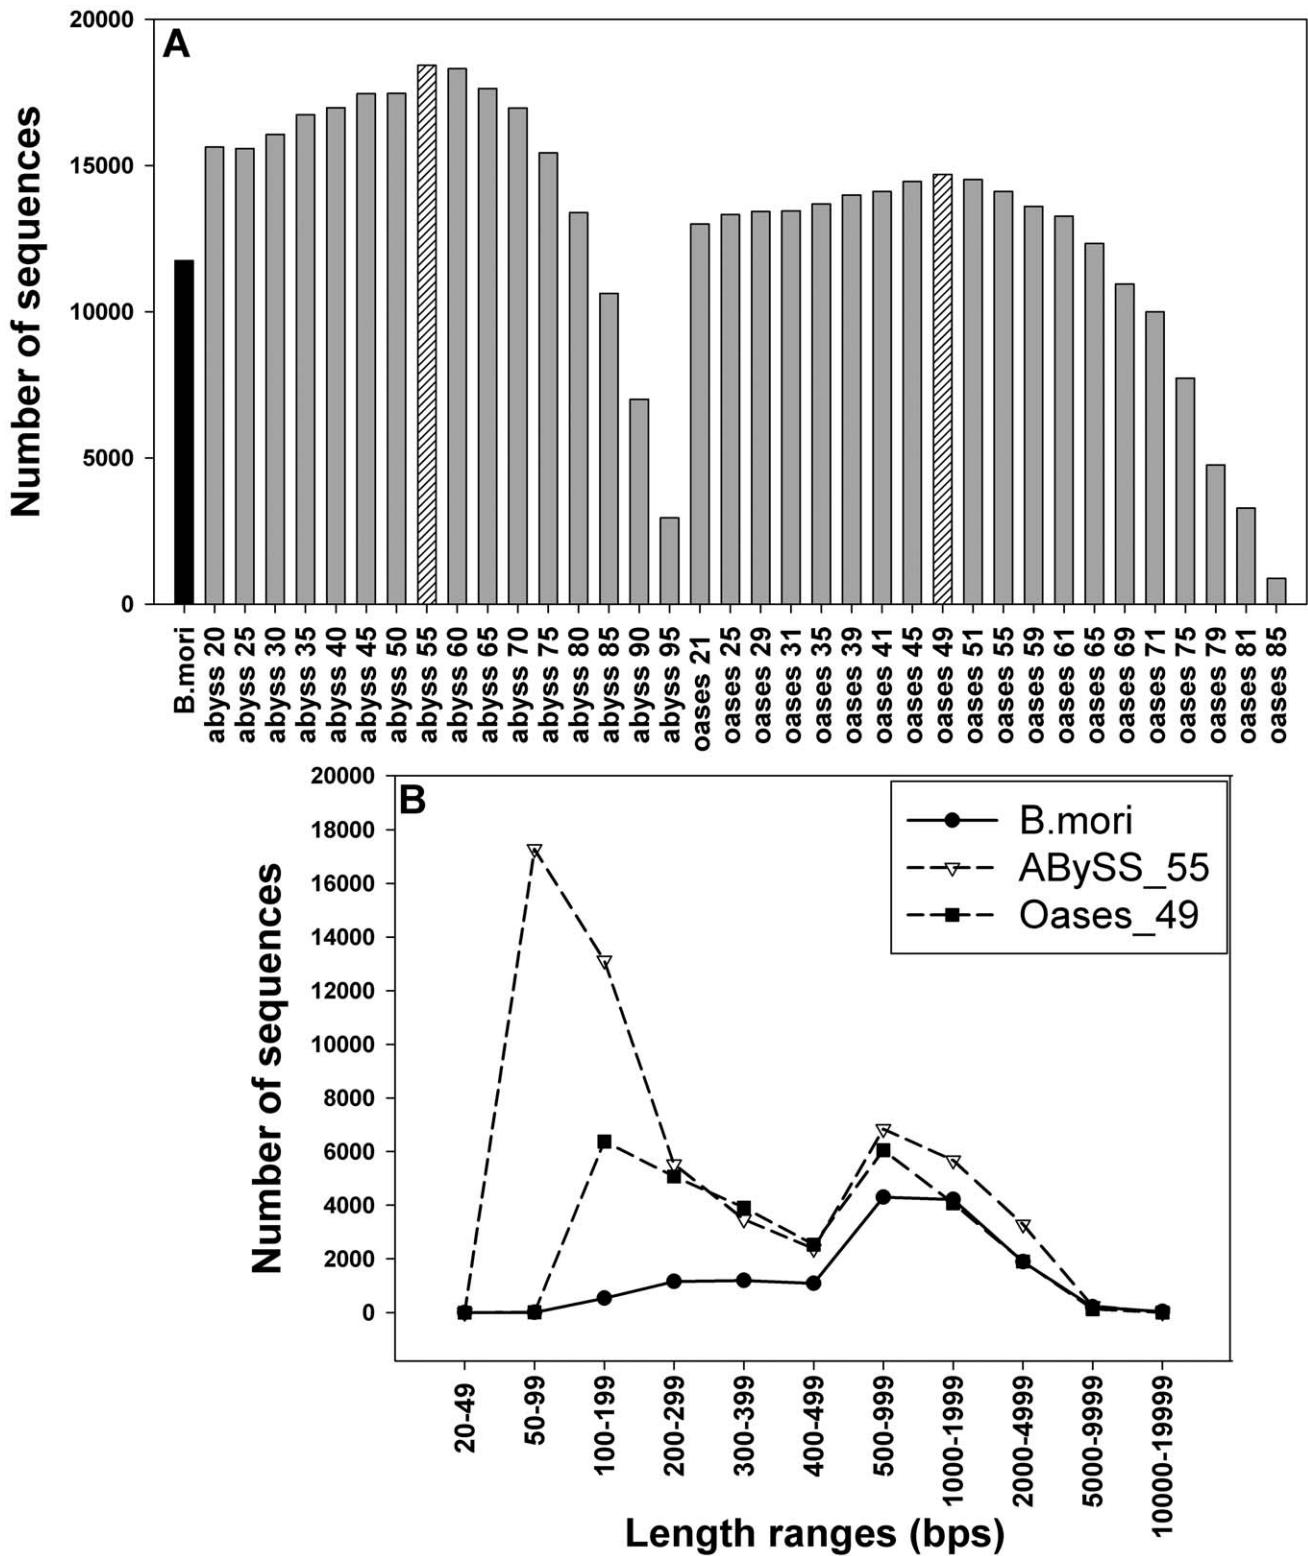 A
Number of sequences
20000
15000
10000
5000
0
B.mori
abyss 20
abyss 25
abyss 30
abyss 35
abyss 40
abyss 45
abyss 50
abyss 55
abyss 60
abyss 65
abyss 70
abyss 75
abyss 80
abyss 85
abyss 90
abyss 95
oases 21
oases 25
oases 29
oases 31
oases 35
oases 39
oases 41
oases 45
oases 49
oases 51
oases 55
oases 59
oases 61
oases 65
oases 69
oases 71
oases 75
oases 79
oases 81
oases 85
B
Number of sequences
20000
18000
16000
14000
12000
10000
8000
6000
4000
2000
0
B.mori
ABySS_55
Oases_49
20-49
50-99
100-199
200-299
300-399
400-499
500-999
1000-1999
2000-4999
5000-9999
10000-19999
Length ranges (bps)